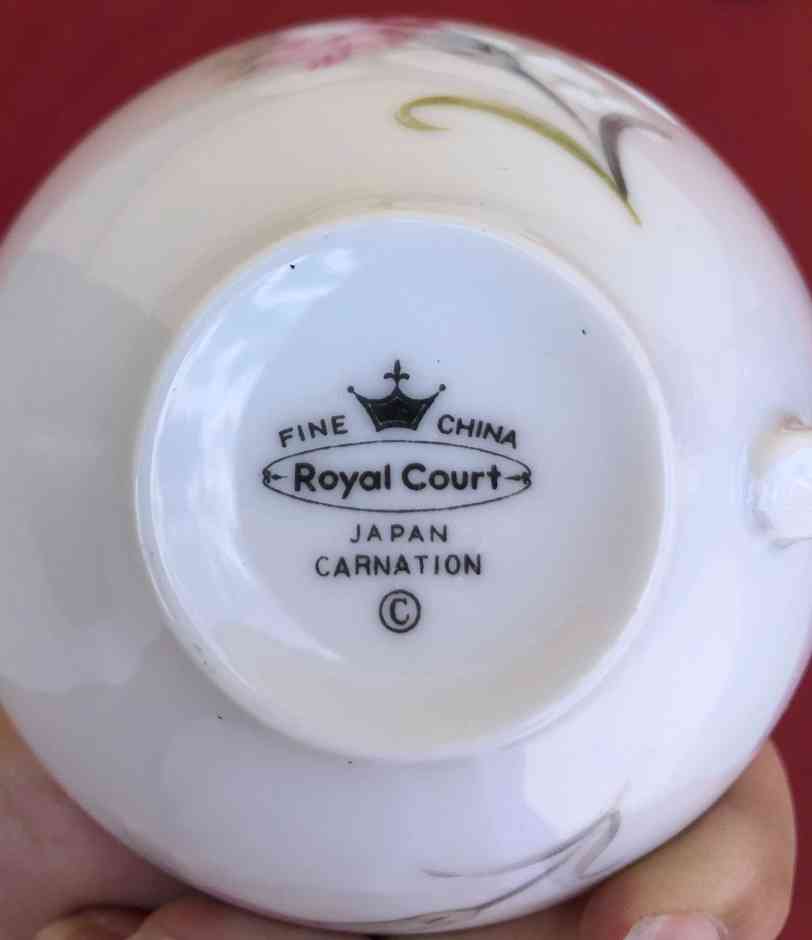 FINE CHINA
Royal Court
JAPAN
CARNATION
©